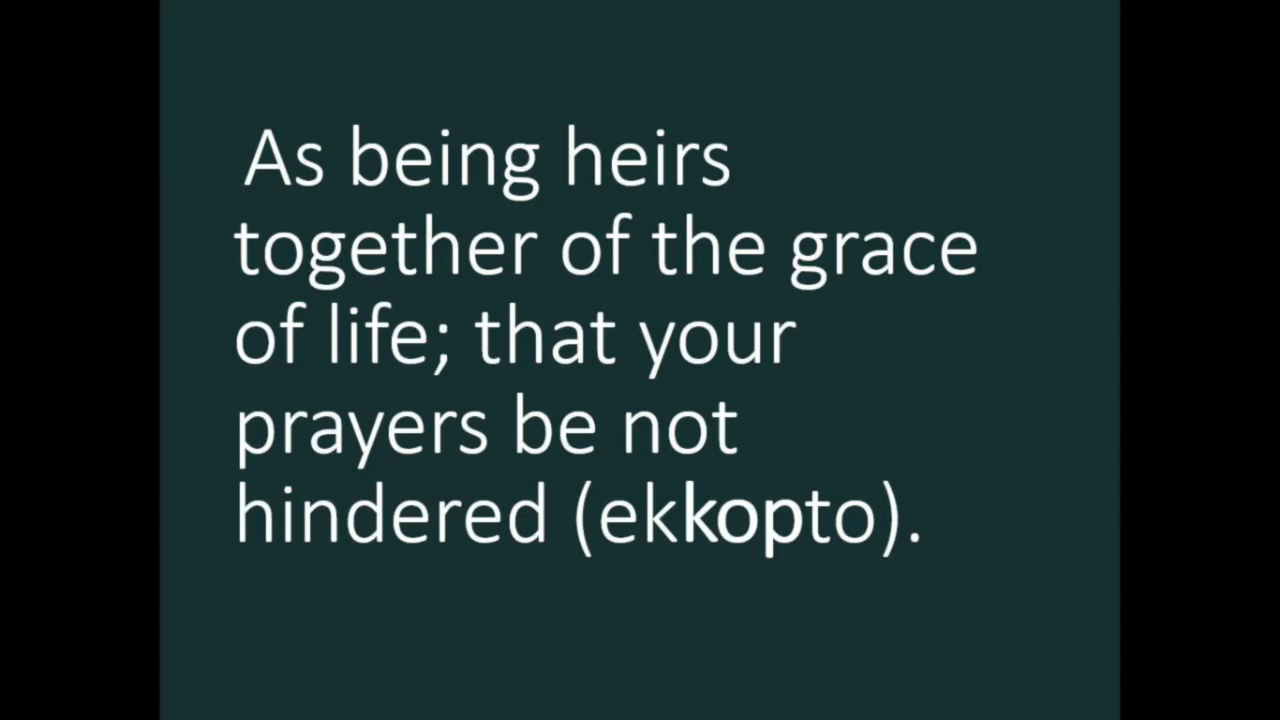 As being heirs
together of the grace
of life; that your
prayers be not
hindered (ekkopto).